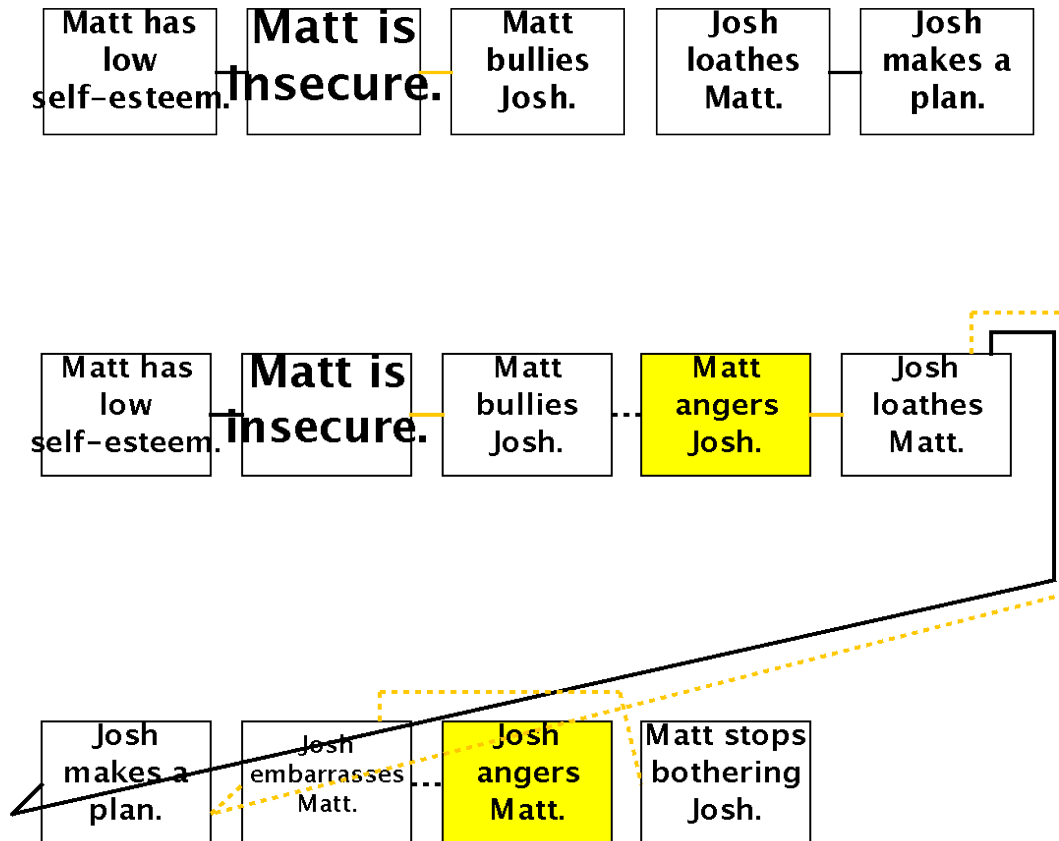 Matt has
low
self-esteem.
Matt is
insecure.
Matt
bullies
Josh.
Josh
loathes
Matt.
Josh
makes a
plan.
Matt has
low
self-esteem.
Matt is
insecure.
Matt
bullies
Josh.
Matt
angers
Josh.
Josh
loathes
Matt.
Josh
makes a
plan.
Josh
embarrasses
Matt.
Josh
angers
Matt.
Matt stops
bothering
Josh.